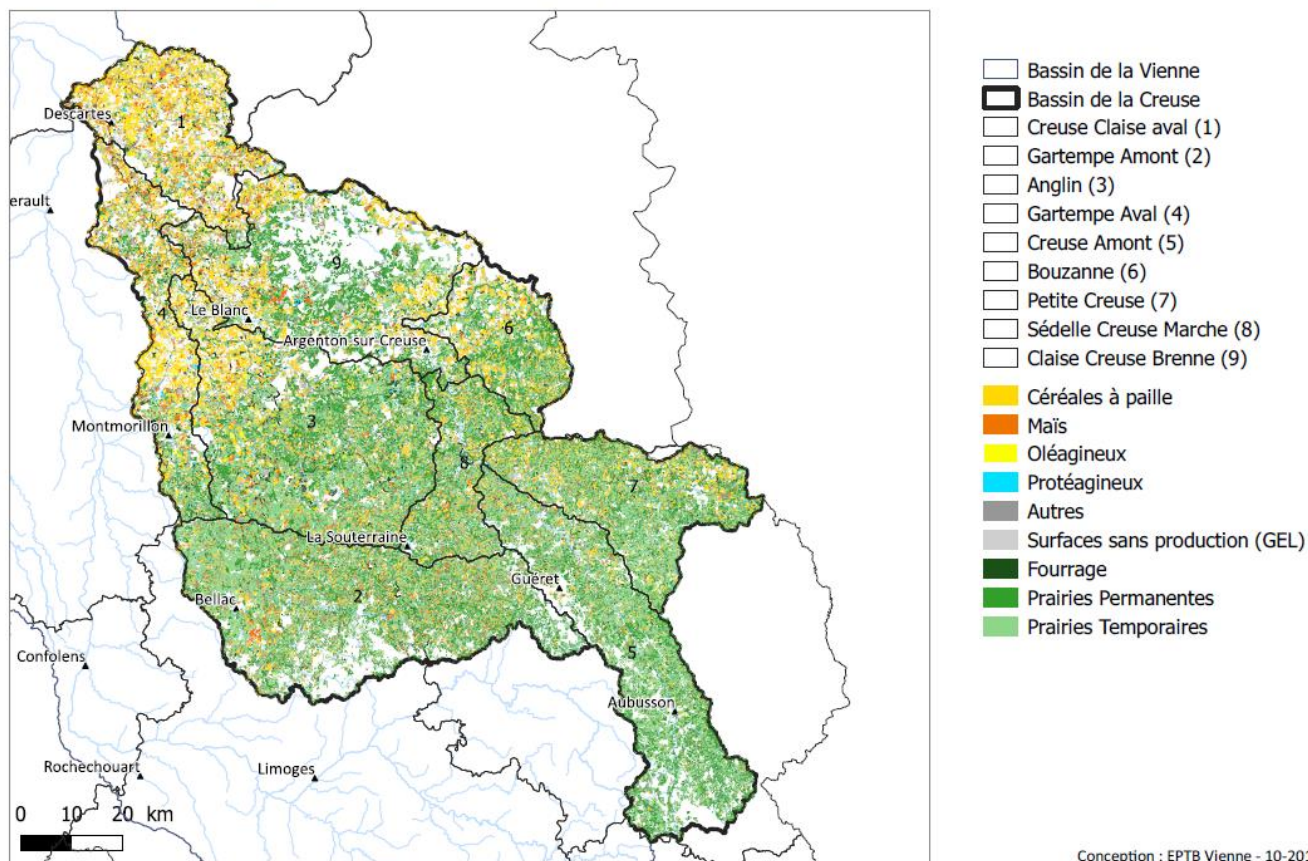 Descartes
1
erault
9
4
Le Blanc
6
Argenton sur Creuse
3
Montmorillon
8
7
La Souterraine
Guéret
2
Bellac
5
Confolens
Aubusson
Rochechouart
Limoges
0 10 20 km
Bassin de la Vienne
Bassin de la Creuse
Creuse Claise aval (1)
Gartempe Amont (2)
Anglin (3)
Gartempe Aval (4)
Creuse Amont (5)
Bouzanne (6)
Petite Creuse (7)
Sédelle Creuse Marche (8)
Claise Creuse Brenne (9)
Céréales à paille
Maïs
Oléagineux
Protéagineux
Autres
Surfaces sans production (GEL)
Fourrage
Prairies Permanentes
Prairies Temporaires
Conception : EPTB Vienne - 10-201